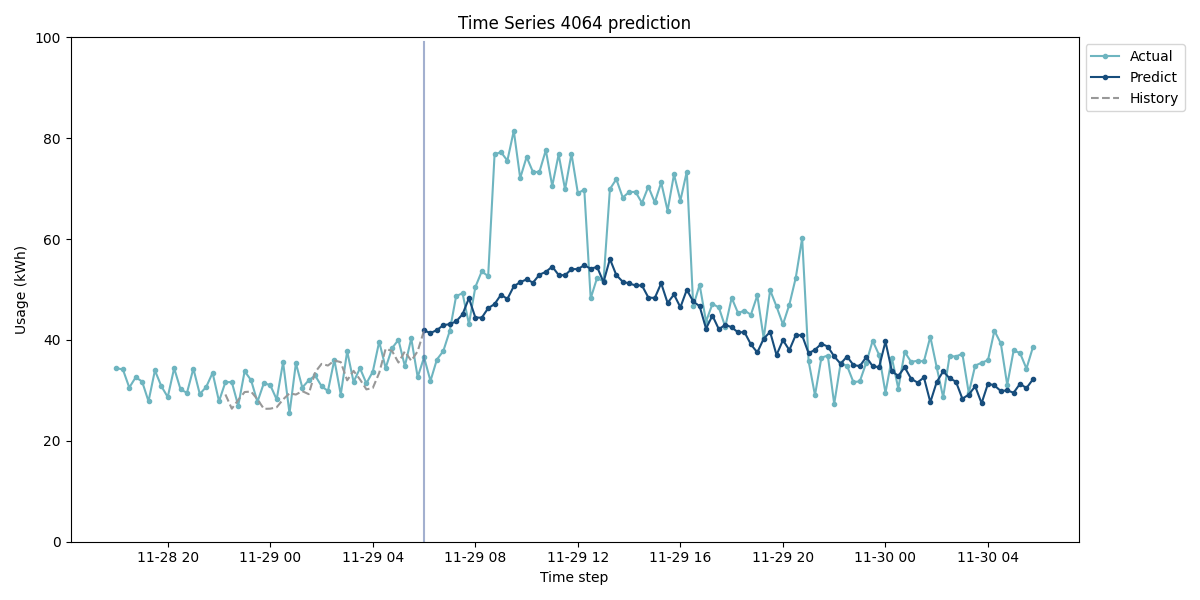 Time Series 4064 prediction
100
80
60
40
20
0
Usage (kWh)
11-28 20
11-29 00
11-29 04
11-29 08
11-29 12
11-29 16
11-29 20
11-30 00
11-30 04
Time step
Actual
Predict
History